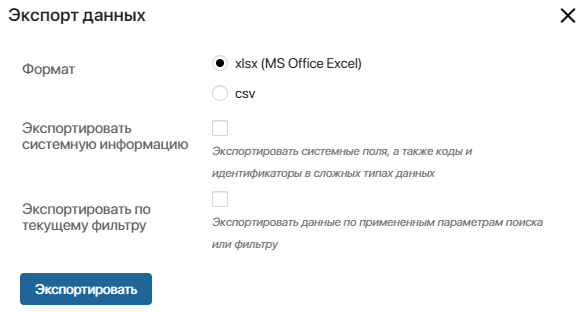 Экспорт данных
Формат
xlsx (MS Office Excel)
csv
Экспортировать
системную информацию
Экспортировать системные поля, а также коды и
идентификаторы в сложных типах данных
Экспортировать по
текущему фильтру
Экспортировать данные по примененным параметрам поиска
или фильтру
Экспортировать